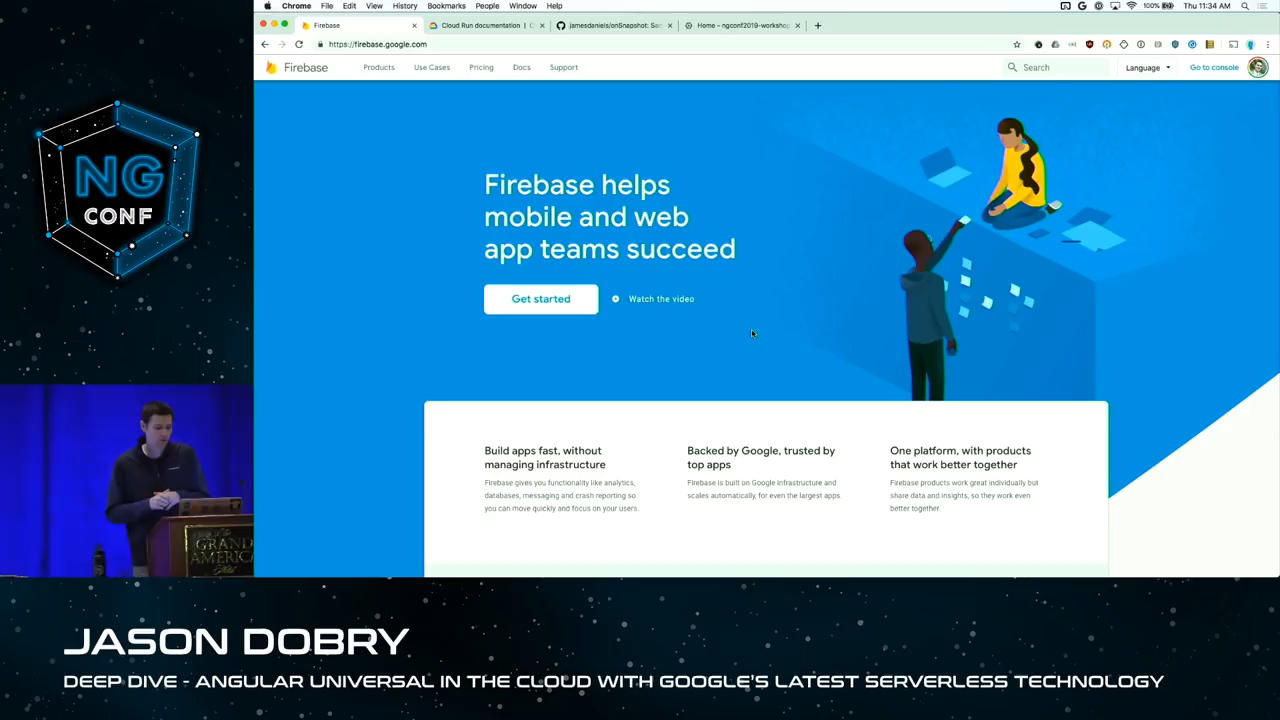 Chrome File Edit View History Bookmarks People Window Help
100% Thu 11:34 AM
Firebase
Cloud Run documentation | C
jamesdaniels/onSnapshot: Sam
Home – ngconf2019-workshop
https://firebase.google.com
Firebase Products Use Cases Pricing Docs Support Search Language Go to console
NG
CONF
Firebase helps
mobile and web
app teams succeed
Get started Watch the video
Build apps fast, without
managing infrastructure
Firebase gives you functionality like analytics,
databases, messaging and crash reporting so
you can move quickly and focus on your users.
Backed by Google, trusted by
top apps
Firebase is built on Google infrastructure and
scales automatically, for even the largest apps.
One platform, with products
that work better together
Firebase products work great individually but
share data and insights, so they work even
better together.
GRAND
AMERICA
JASON DOBRY
DEEP DIVE - ANGULAR UNIVERSAL IN THE CLOUD WITH GOOGLE'S LATEST SERVERLESS TECHNOLOGY